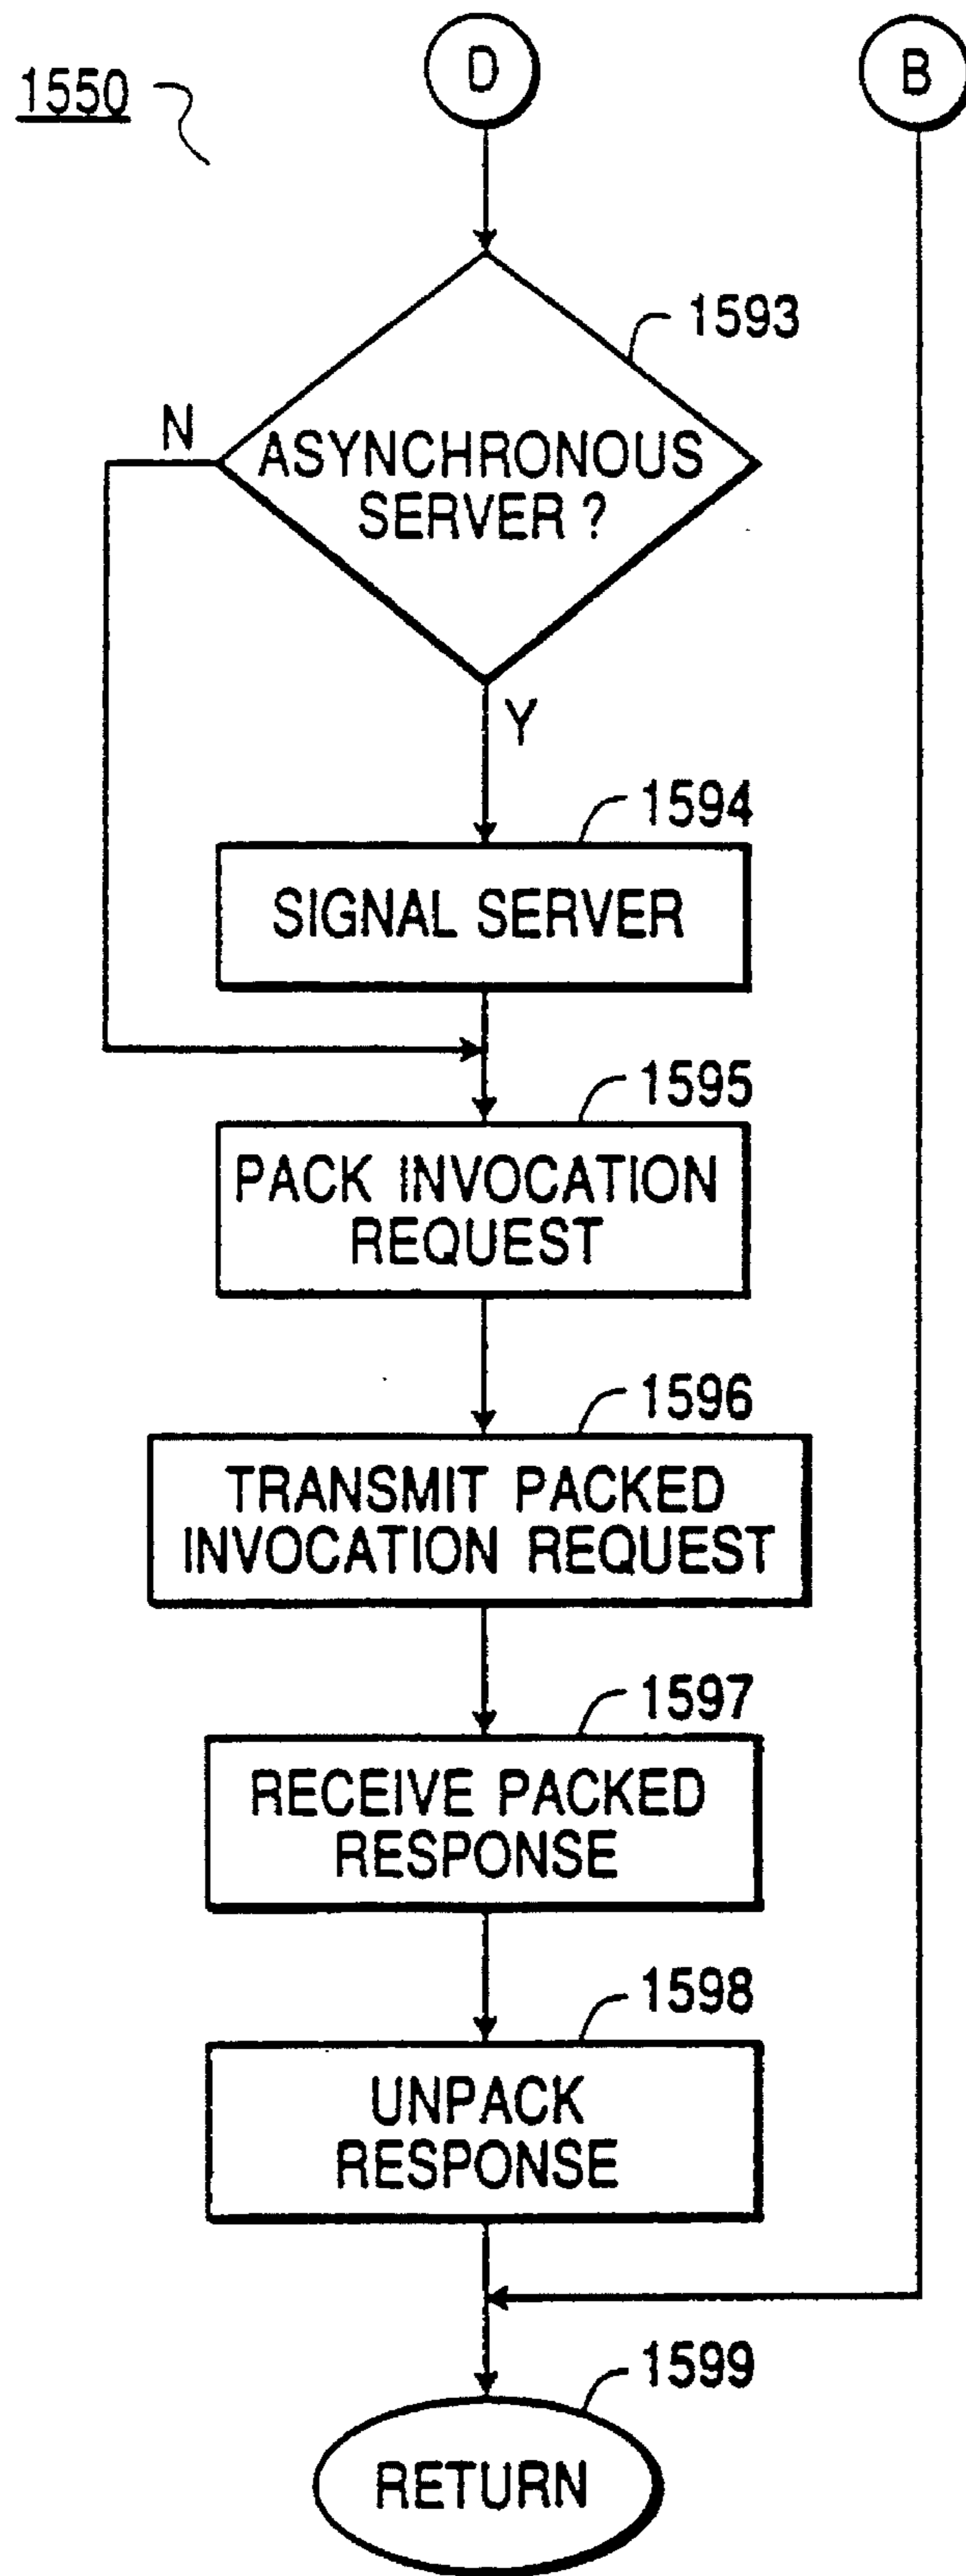 1550
D
B
1593
N
ASYNCHRONOUS
SERVER ?
Y
1594
SIGNAL SERVER
1595
PACK INVOCATION
REQUEST
1596
TRANSMIT PACKED
INVOCATION REQUEST
1597
RECEIVE PACKED
RESPONSE
1598
UNPACK
RESPONSE
1599
RETURN